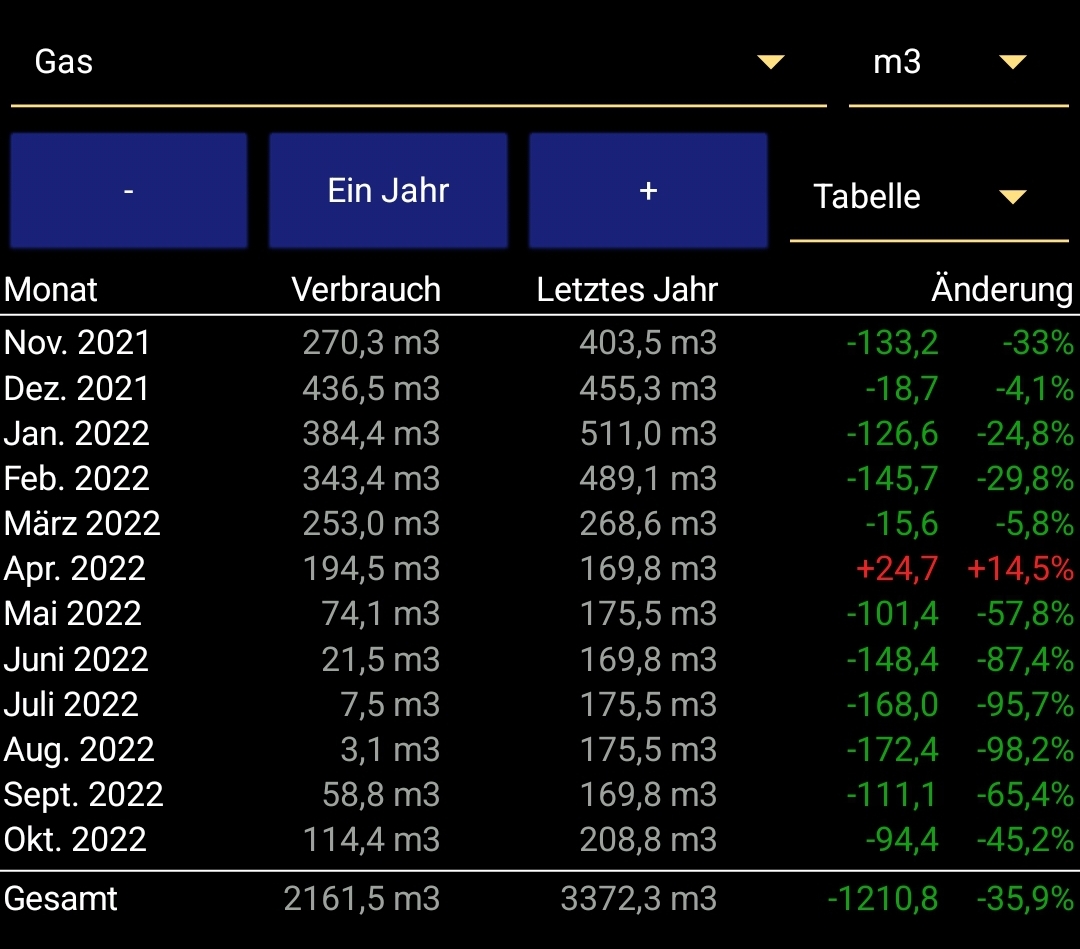 Gas m3
- Ein Jahr + Tabelle
Monat Verbrauch Letztes Jahr Änderung
Nov. 2021 270,3 m3 403,5 m3 -133,2 -33%
Dez. 2021 436,5 m3 455,3 m3 -18,7 -4,1%
Jan. 2022 384,4 m3 511,0 m3 -126,6 -24,8%
Feb. 2022 343,4 m3 489,1 m3 -145,7 -29,8%
März 2022 253,0 m3 268,6 m3 -15,6 -5,8%
Apr. 2022 194,5 m3 169,8 m3 +24,7 +14,5%
Mai 2022 74,1 m3 175,5 m3 -101,4 -57,8%
Juni 2022 21,5 m3 169,8 m3 -148,4 -87,4%
Juli 2022 7,5 m3 175,5 m3 -168,0 -95,7%
Aug. 2022 3,1 m3 175,5 m3 -172,4 -98,2%
Sept. 2022 58,8 m3 169,8 m3 -111,1 -65,4%
Okt. 2022 114,4 m3 208,8 m3 -94,4 -45,2%
Gesamt 2161,5 m3 3372,3 m3 -1210,8 -35,9%